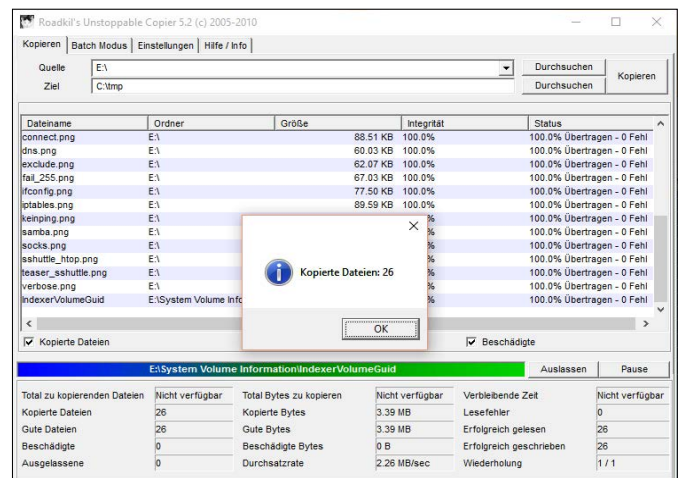 Roadkil's Unstoppable Copier 5.2 (c) 2005-2010
Kopieren Batch Modus Einstellungen Hilfe / Info
Quelle E:\ Durchsuchen Kopieren
Ziel C:\tmp Durchsuchen
Dateiname Ordner Größe Integrität Status
connect.png E:\ 88.51 KB 100.0% 100.0% Übertragen - 0 Fehl
dns.png E:\ 60.03 KB 100.0% 100.0% Übertragen - 0 Fehl
exclude.png E:\ 62.07 KB 100.0% 100.0% Übertragen - 0 Fehl
fail_255.png E:\ 67.03 KB 100.0% 100.0% Übertragen - 0 Fehl
ifconfig.png E:\ 77.50 KB 100.0% 100.0% Übertragen - 0 Fehl
iptables.png E:\ 89.59 KB 100.0% 100.0% Übertragen - 0 Fehl
keinping.png E:\ % 100.0% Übertragen - 0 Fehl
samba.png E:\ % 100.0% Übertragen - 0 Fehl
socks.png E:\ % 100.0% Übertragen - 0 Fehl
sshuttle_htop.png E:\ % 100.0% Übertragen - 0 Fehl
teaser_sshuttle.png E:\ % 100.0% Übertragen - 0 Fehl
verbose.png E:\ % 100.0% Übertragen - 0 Fehl
IndexerVolumeGuid E:\System Volume Info % 100.0% Übertragen - 0 Fehl
Kopierte Dateien: 26
OK
Kopierte Dateien Beschädigte
E:\System Volume Information\IndexerVolumeGuid Auslassen Pause
Total zu kopierenden Dateien Nicht verfügbar Total Bytes zu kopieren Nicht verfügbar Verbleibende Zeit Nicht verfügbar
Kopierte Dateien 26 Kopierte Bytes 3.39 MB Lesefehler 0
Gute Dateien 26 Gute Bytes 3.39 MB Erfolgreich gelesen 26
Beschädigte 0 Beschädigte Bytes 0 B Erfolgreich geschrieben 26
Ausgelassene 0 Durchsatzrate 2.26 MB/sec Wiederholung 1 / 1